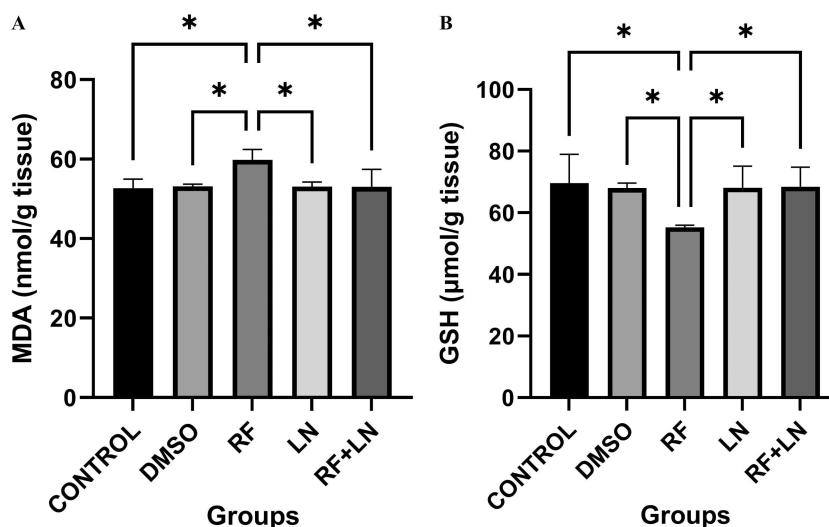 A
* *
* *
MDA (nmol/g tissue)
80
60
40
20
0
CONTROL
DMSO
RF
LN
RF+LN
Groups
B
* *
* *
GSH (µmol/g tissue)
100
80
60
40
20
0
CONTROL
DMSO
RF
LN
RF+LN
Groups